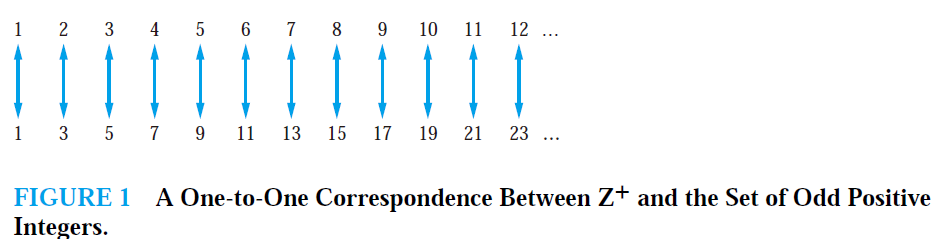 1 2 3 4 5 6 7 8 9 10 11 12 ...
1 3 5 7 9 11 13 15 17 19 21 23 ...
FIGURE 1 A One-to-One Correspondence Between Z+ and the Set of Odd Positive
Integers.